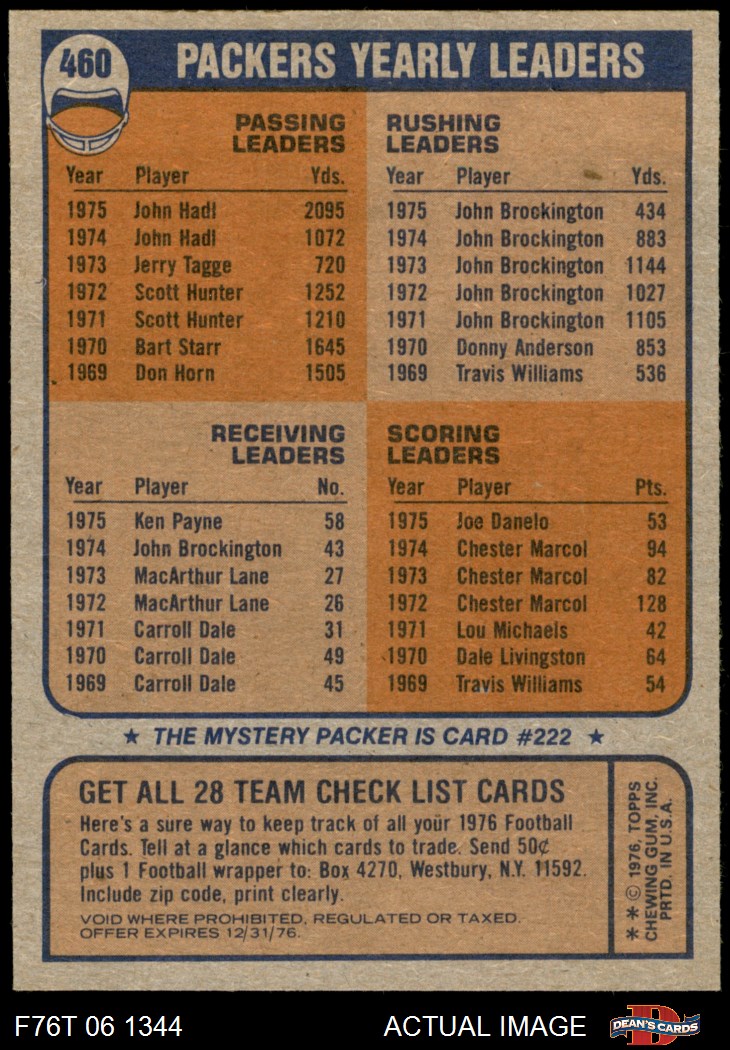 460
PACKERS YEARLY LEADERS
PASSING
LEADERS
Year Player Yds.
1975 John Hadl 2095
1974 John Hadl 1072
1973 Jerry Tagge 720
1972 Scott Hunter 1252
1971 Scott Hunter 1210
1970 Bart Starr 1645
1969 Don Horn 1505
RUSHING
LEADERS
Year Player Yds.
1975 John Brockington 434
1974 John Brockington 883
1973 John Brockington 1144
1972 John Brockington 1027
1971 John Brockington 1105
1970 Donny Anderson 853
1969 Travis Williams 536
RECEIVING
LEADERS
Year Player No.
1975 Ken Payne 58
1974 John Brockington 43
1973 MacArthur Lane 27
1972 MacArthur Lane 26
1971 Carroll Dale 31
1970 Carroll Dale 49
1969 Carroll Dale 45
SCORING
LEADERS
Year Player Pts.
1975 Joe Danelo 53
1974 Chester Marcol 94
1973 Chester Marcol 82
1972 Chester Marcol 128
1971 Lou Michaels 42
1970 Dale Livingston 64
1969 Travis Williams 54
★ THE MYSTERY PACKER IS CARD #222 ★
GET ALL 28 TEAM CHECK LIST CARDS
Here's a sure way to keep track of all your 1976 Football
Cards. Tell at a glance which cards to trade. Send 50¢
plus 1 Football wrapper to: Box 4270, Westbury, N.Y. 11592.
Include zip code, print clearly.
VOID WHERE PROHIBITED, REGULATED OR TAXED.
OFFER EXPIRES 12/31/76.
** © 1976, TOPPS
CHEWING GUM, INC.
PRTD. IN U.S.A.
F76T 06 1344
ACTUAL IMAGE
D
DEAN'S CARDS